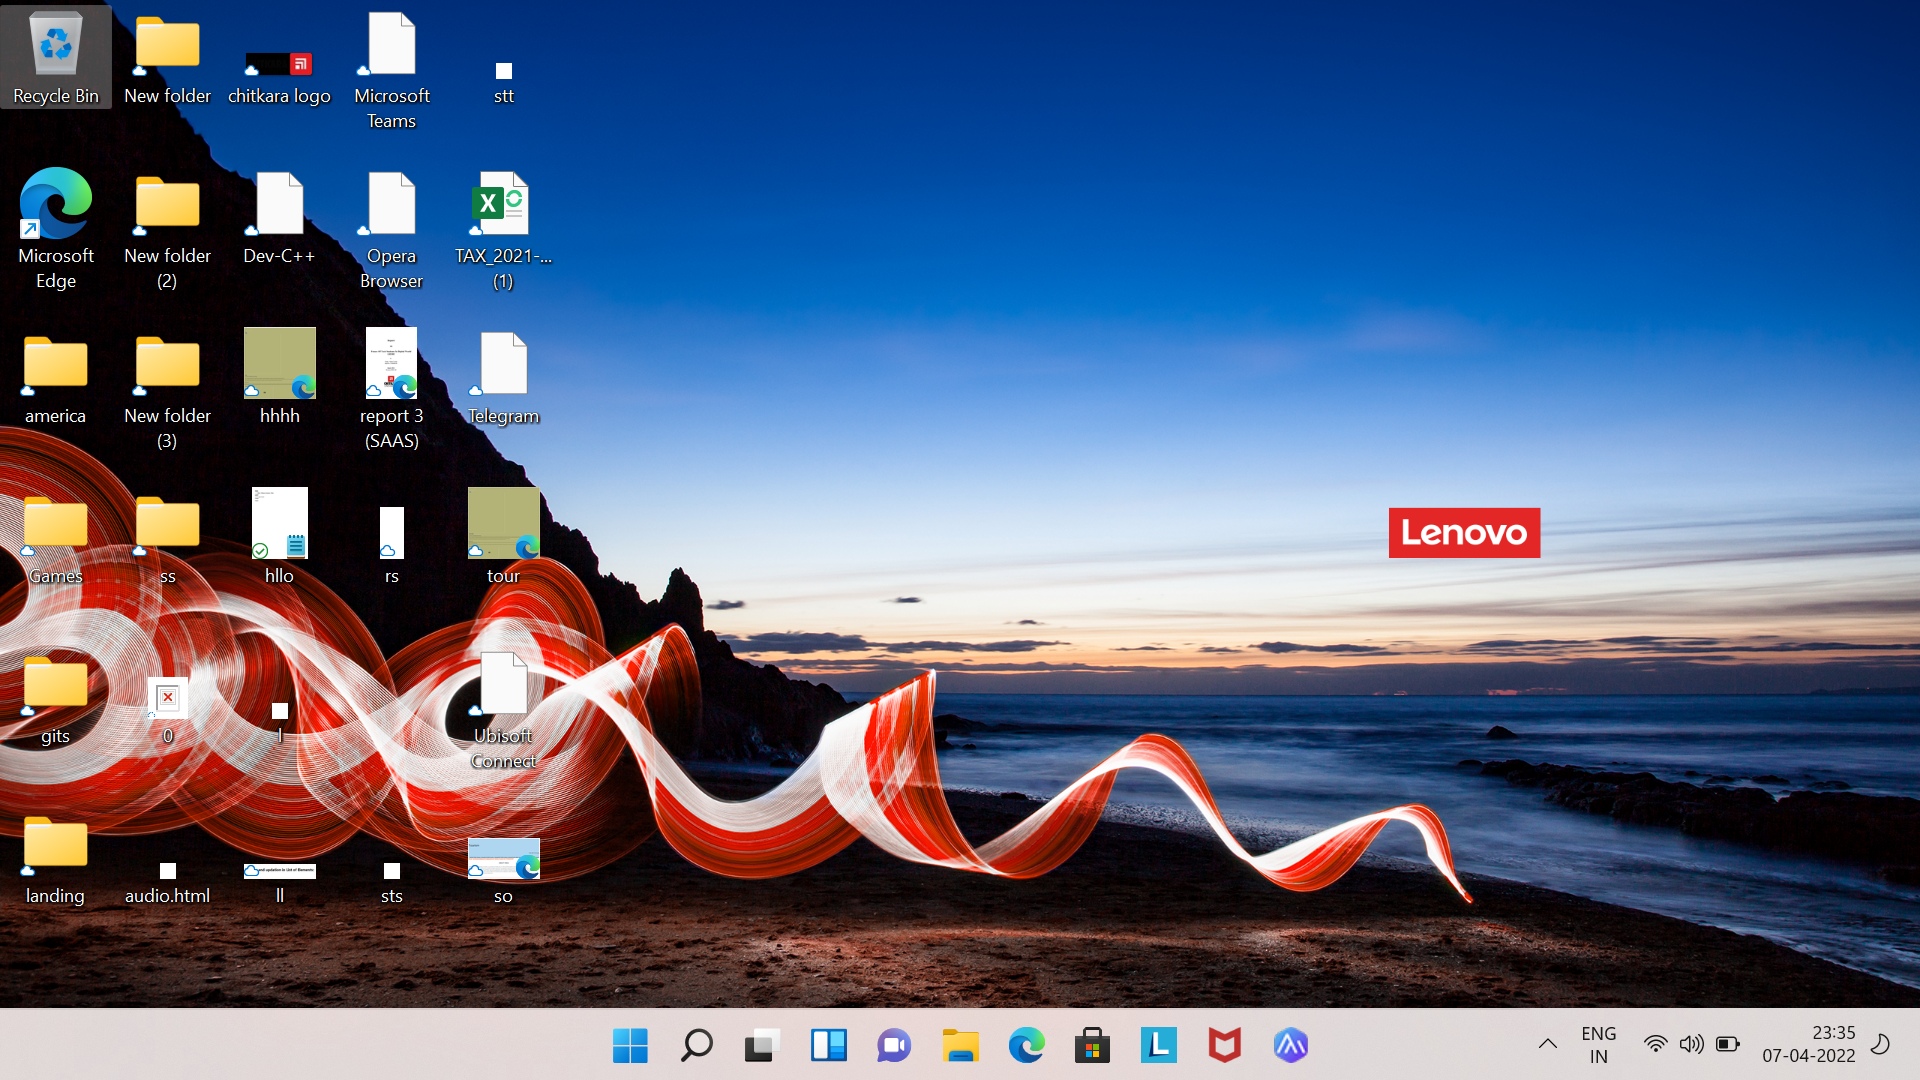 Recycle Bin
New folder
chitkara logo
Microsoft
Teams
stt
Microsoft
Edge
New folder
(2)
Dev-C++
Opera
Browser
TAX_2021-...
(1)
america
New folder
(3)
hhhh
report 3
(SAAS)
Telegram
Games
ss
hllo
rs
tour
Lenovo
gits
0
l
Ubisoft
Connect
landing
audio.html
ll
sts
so
ENG
IN
23:35
07-04-2022